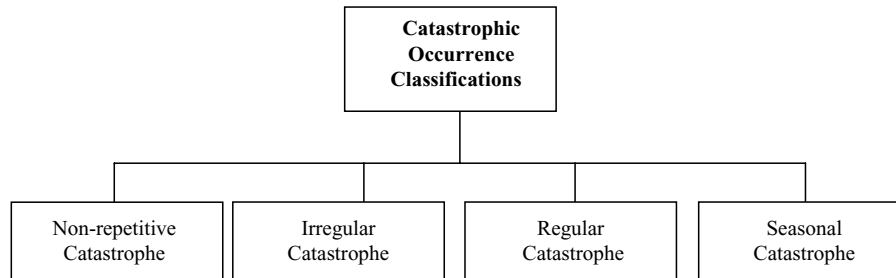 Catastrophic
Occurrence
Classifications
Non-repetitive
Catastrophe
Irregular
Catastrophe
Regular
Catastrophe
Seasonal
Catastrophe